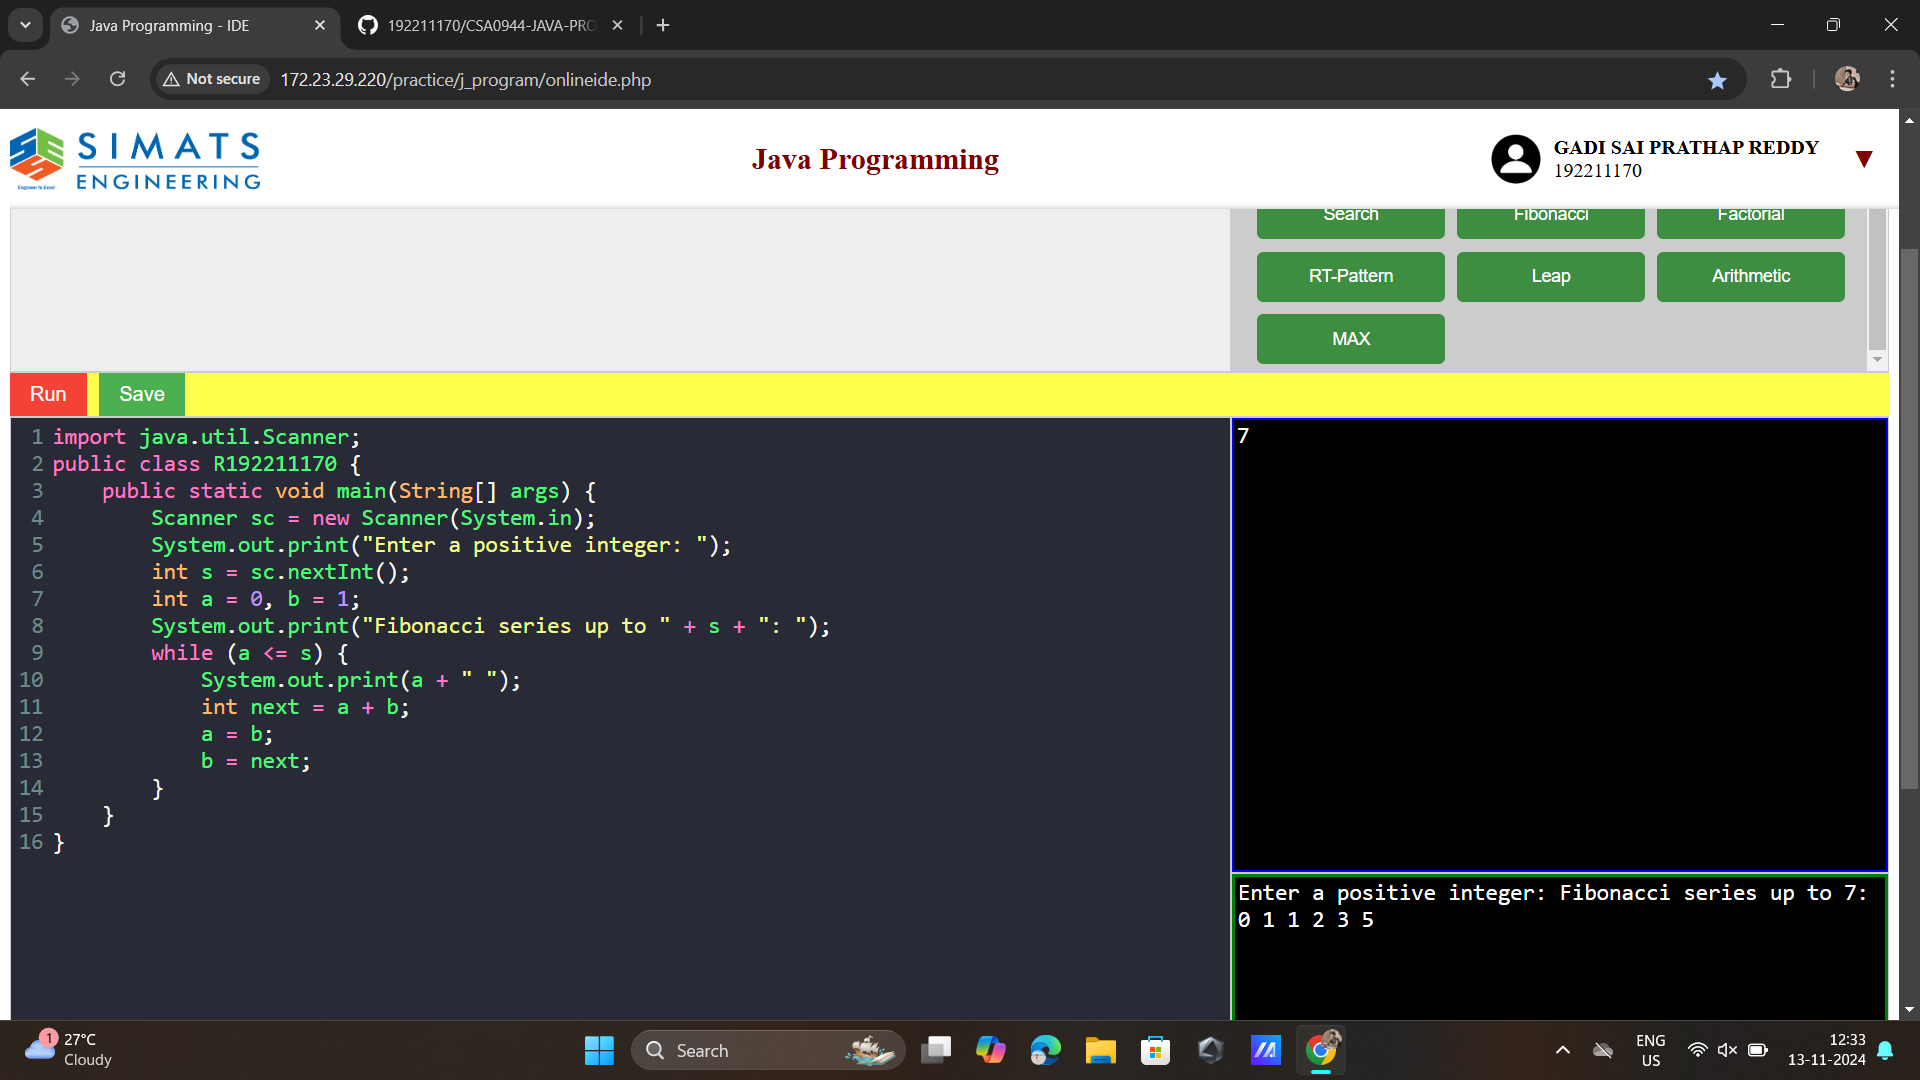 Java Programming - IDE
192211170/CSA0944-JAVA-PRO
Not secure
172.23.29.220/practice/j_program/onlineide.php
SIMATS
ENGINEERING
Engineer to Excel
Java Programming
GADI SAI PRATHAP REDDY
192211170
Search Fibonacci Factorial
RT-Pattern Leap Arithmetic
MAX
Run Save
1 import java.util.Scanner;
2 public class R192211170 {
3     public static void main(String[] args) {
4         Scanner sc = new Scanner(System.in);
5         System.out.print("Enter a positive integer: ");
6         int s = sc.nextInt();
7         int a = 0, b = 1;
8         System.out.print("Fibonacci series up to " + s + ": ");
9         while (a <= s) {
10             System.out.print(a + " ");
11             int next = a + b;
12             a = b;
13             b = next;
14         }
15     }
16 }
7
Enter a positive integer: Fibonacci series up to 7:
0 1 1 2 3 5
1
27°C
Cloudy
Search
ENG
US
12:33
13-11-2024